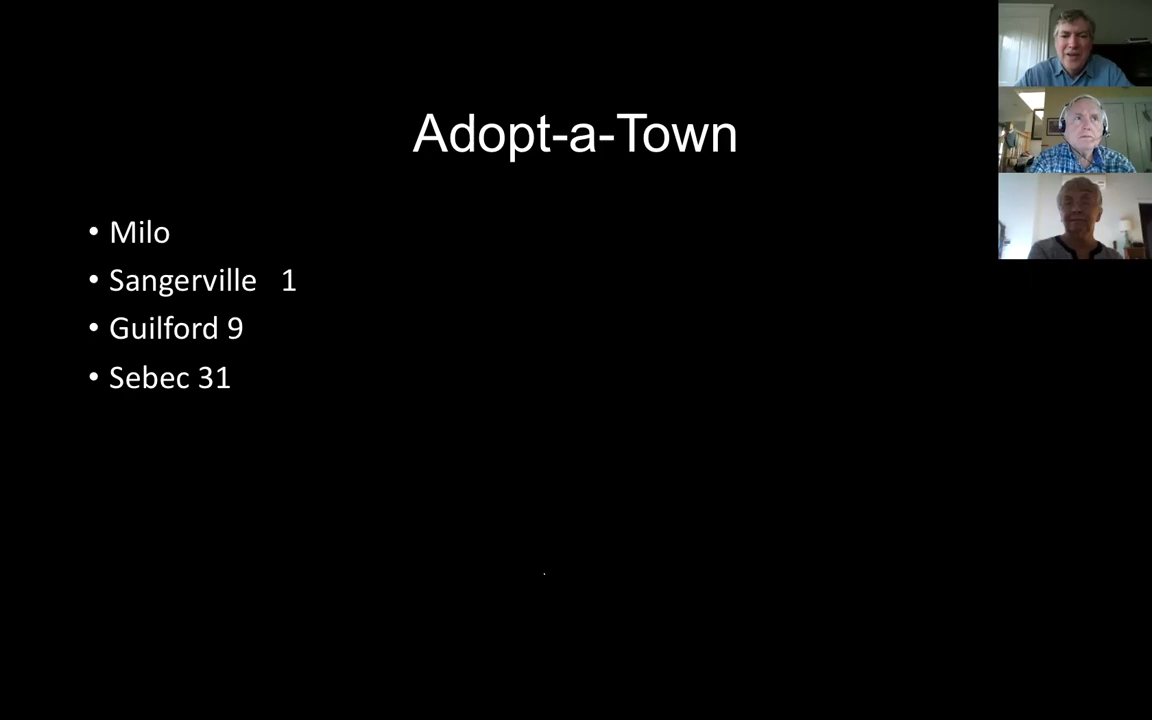 Adopt-a-Town
• Milo
• Sangerville 1
• Guilford 9
• Sebec 31